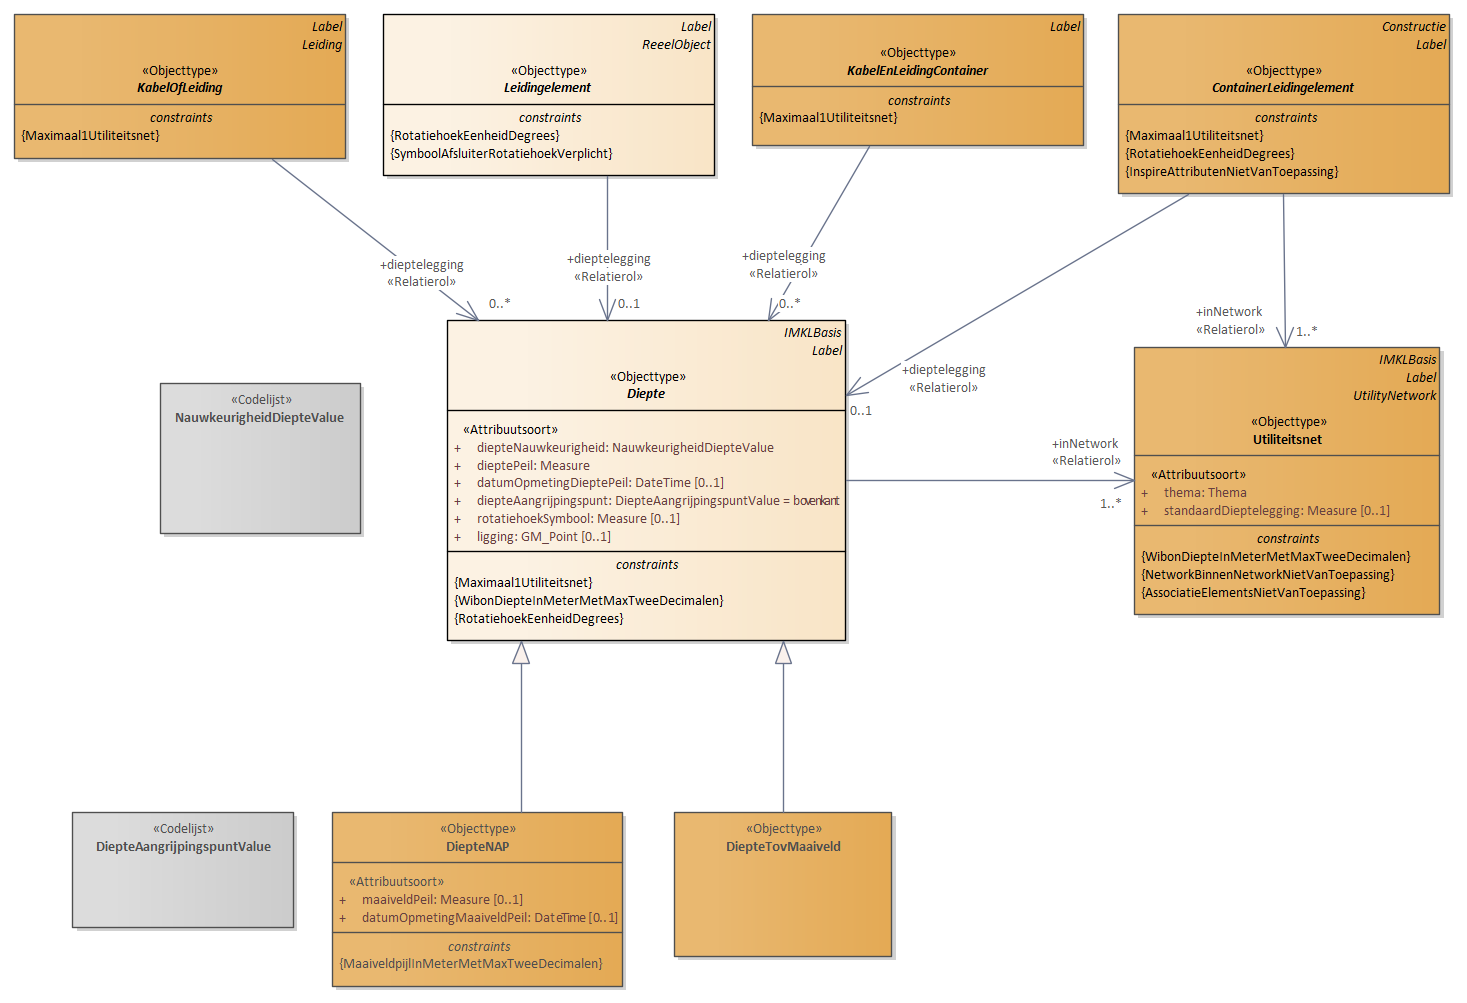 Label
Leiding
«Objecttype»
KabelOfLeiding
constraints
{Maximaal1Utiliteitsnet}
Label
ReeelObject
«Objecttype»
Leidingelement
constraints
{RotatiehoekEenheidDegrees}
{SymboolAfsluiterRotatiehoekVerplicht}
Label
«Objecttype»
KabelEnLeidingContainer
constraints
{Maximaal1Utiliteitsnet}
Constructie
Label
«Objecttype»
ContainerLeidingelement
constraints
{Maximaal1Utiliteitsnet}
{RotatiehoekEenheidDegrees}
{InspireAttributenNietVanToepassing}
+dieptelegging
«Relatierol»
0..*
+dieptelegging
«Relatierol»
0..1
+dieptelegging
«Relatierol»
0..*
+dieptelegging
«Relatierol»
0..1
+inNetwork
«Relatierol»
1..*
IMKLBasis
Label
«Objecttype»
Diepte
«Attribuutsoort»
+ diepteNauwkeurigheid: NauwkeurigheidDiepteValue
+ dieptePeil: Measure
+ datumOpmetingDieptePeil: DateTime [0..1]
+ diepteAangrijpingspunt: DiepteAangrijpingspuntValue = bovenkant
+ rotatiehoekSymbool: Measure [0..1]
+ ligging: GM_Point [0..1]
constraints
{Maximaal1Utiliteitsnet}
{WibonDiepteInMeterMetMaxTweeDecimalen}
{RotatiehoekEenheidDegrees}
+inNetwork
«Relatierol»
1..*
IMKLBasis
Label
UtilityNetwork
«Objecttype»
Utiliteitsnet
«Attribuutsoort»
+ thema: Thema
+ standaardDieptelegging: Measure [0..1]
constraints
{WibonDiepteInMeterMetMaxTweeDecimalen}
{NetworkBinnenNetworkNietVanToepassing}
{AssociatieElementsNietVanToepassing}
«Codelijst»
NauwkeurigheidDiepteValue
«Codelijst»
DiepteAangrijpingspuntValue
«Objecttype»
DiepteNAP
«Attribuutsoort»
+ maaiveldPeil: Measure [0..1]
+ datumOpmetingMaaiveldPeil: DateTime [0..1]
constraints
{MaaiveldpijlInMeterMetMaxTweeDecimalen}
«Objecttype»
DiepteTovMaaiveld